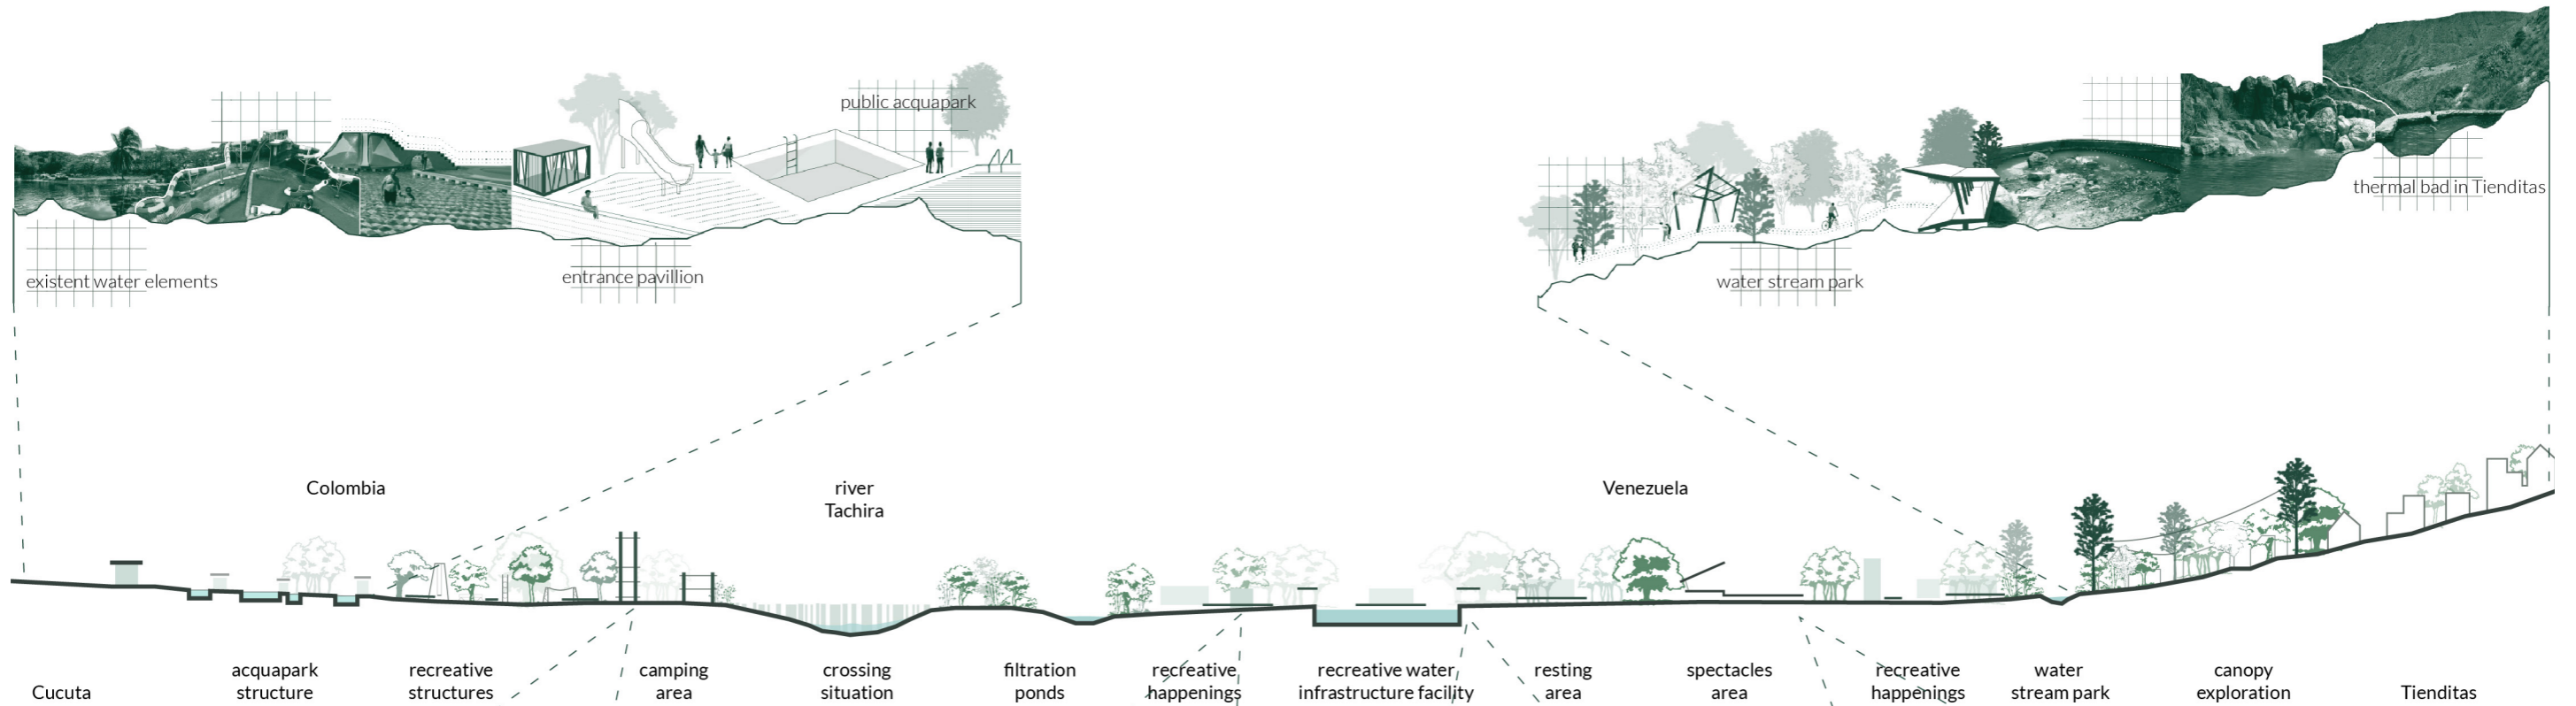 public acquapark
thermal bad in Tienditas
existent water elements
entrance pavillion
water stream park
Colombia
river
Tachira
Venezuela
Cucuta
acquapark
structure
recreative
structures
camping
area
crossing
situation
filtration
ponds
recreative
happenings
recreative water
infrastructure facility
resting
area
spectacles
area
recreative
happenings
water
stream park
canopy
exploration
Tienditas